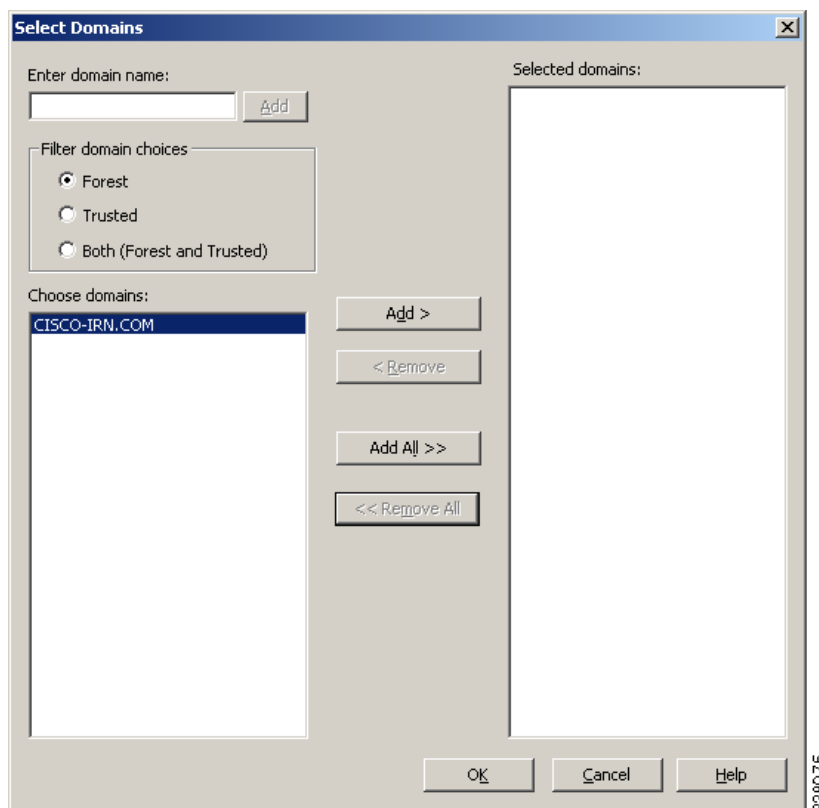 Select Domains
Enter domain name:
Add
Filter domain choices
Forest
Trusted
Both (Forest and Trusted)
Choose domains:
CISCO-IRN.COM
Add >
< Remove
Add All >>
<< Remove All
Selected domains:
OK
Cancel
Help